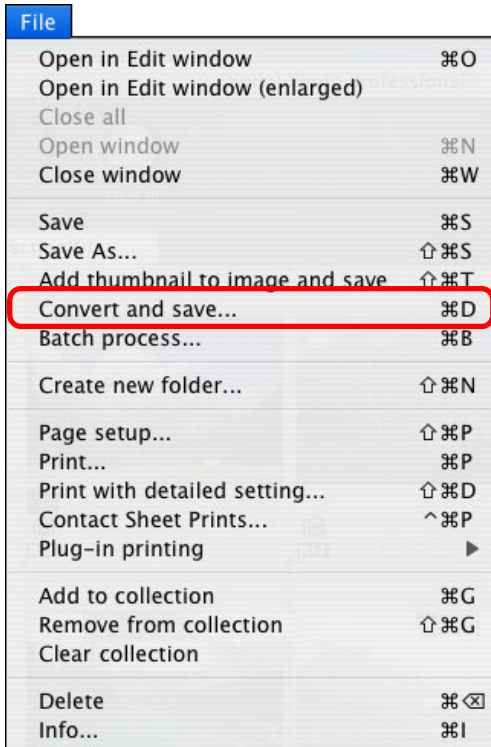 File
Open in Edit window ⌘O
Open in Edit window (enlarged)
Close all
Open window ⌘N
Close window ⌘W
Save ⌘S
Save As... ⇧⌘S
Add thumbnail to image and save ⇧⌘T
Convert and save... ⌘D
Batch process... ⌘B
Create new folder... ⇧⌘N
Page setup... ⇧⌘P
Print... ⌘P
Print with detailed setting... ⇧⌘D
Contact Sheet Prints... ^⌘P
Plug-in printing ▶
Add to collection ⌘G
Remove from collection ⇧⌘G
Clear collection
Delete ⌘⌫
Info... ⌘I